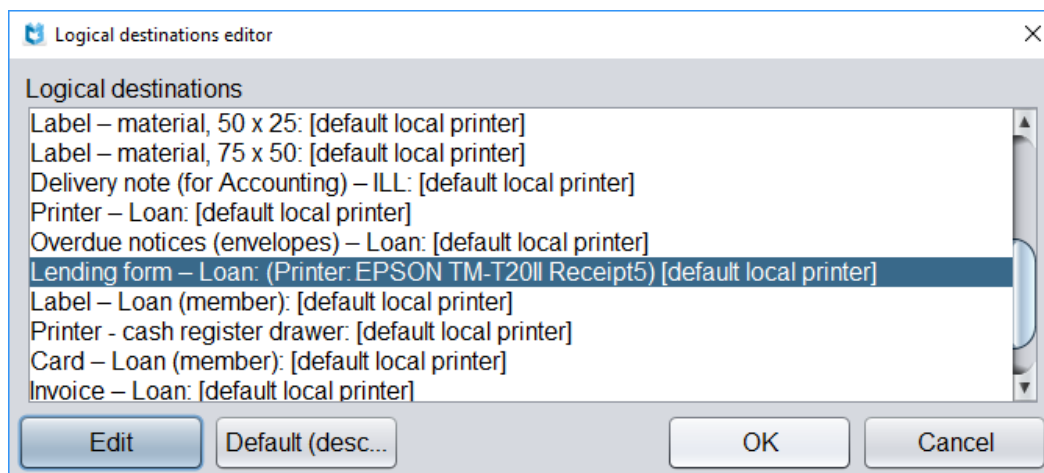 Logical destinations editor
Logical destinations
Label – material, 50 x 25: [default local printer]
Label – material, 75 x 50: [default local printer]
Delivery note (for Accounting) – ILL: [default local printer]
Printer – Loan: [default local printer]
Overdue notices (envelopes) – Loan: [default local printer]
Lending form – Loan: (Printer: EPSON TM-T20II Receipt5) [default local printer]
Label – Loan (member): [default local printer]
Printer - cash register drawer: [default local printer]
Card – Loan (member): [default local printer]
Invoice – Loan: [default local printer]
Edit Default (desc... OK Cancel